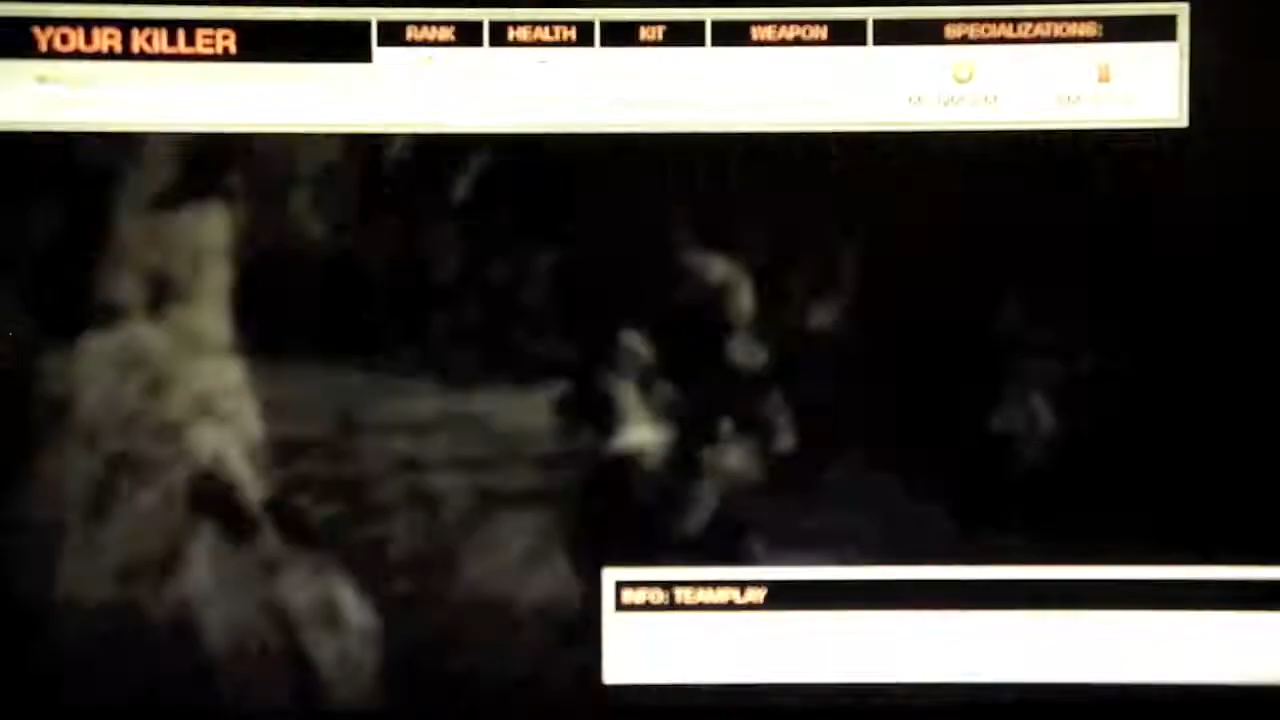 YOUR KILLER
RANK
HEALTH
KIT
WEAPON
SPECIALIZATIONS:
INFO: TEAMPLAY